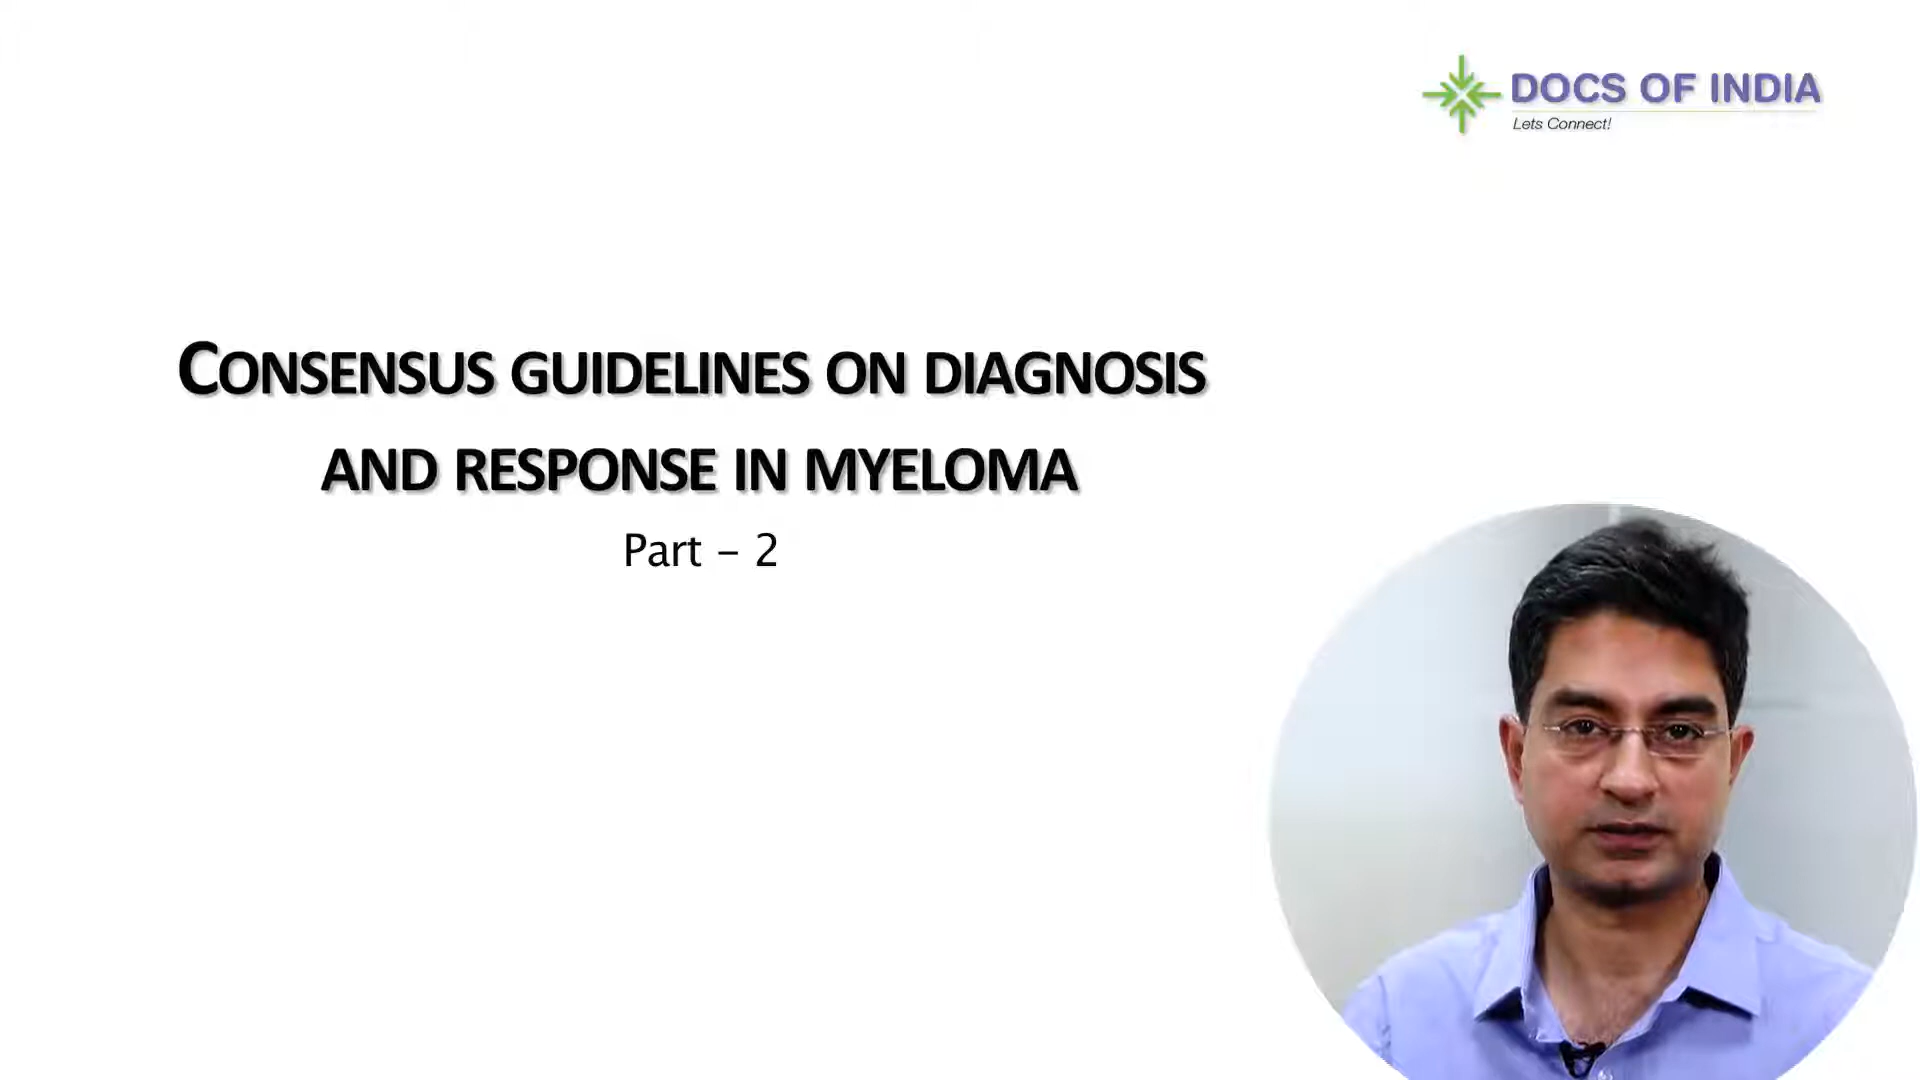 DOCS OF INDIA
Lets Connect!
CONSENSUS GUIDELINES ON DIAGNOSIS
AND RESPONSE IN MYELOMA
Part - 2